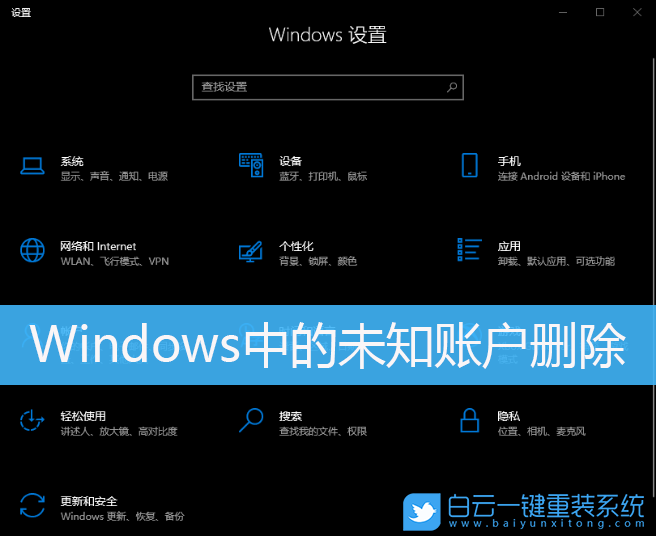 设置
Windows 设置
查找设置
系统
显示、声音、通知、电源
设备
蓝牙、打印机、鼠标
手机
连接 Android 设备和 iPhone
网络和 Internet
WLAN、飞行模式、VPN
个性化
背景、锁屏、颜色
应用
卸载、默认应用、可选功能
Windows中的未知账户删除
轻松使用
讲述人、放大镜、高对比度
搜索
查找我的文件、权限
隐私
位置、相机、麦克风
更新和安全
Windows 更新、恢复、备份
白云一键重装系统
www.baiyunxitong.com